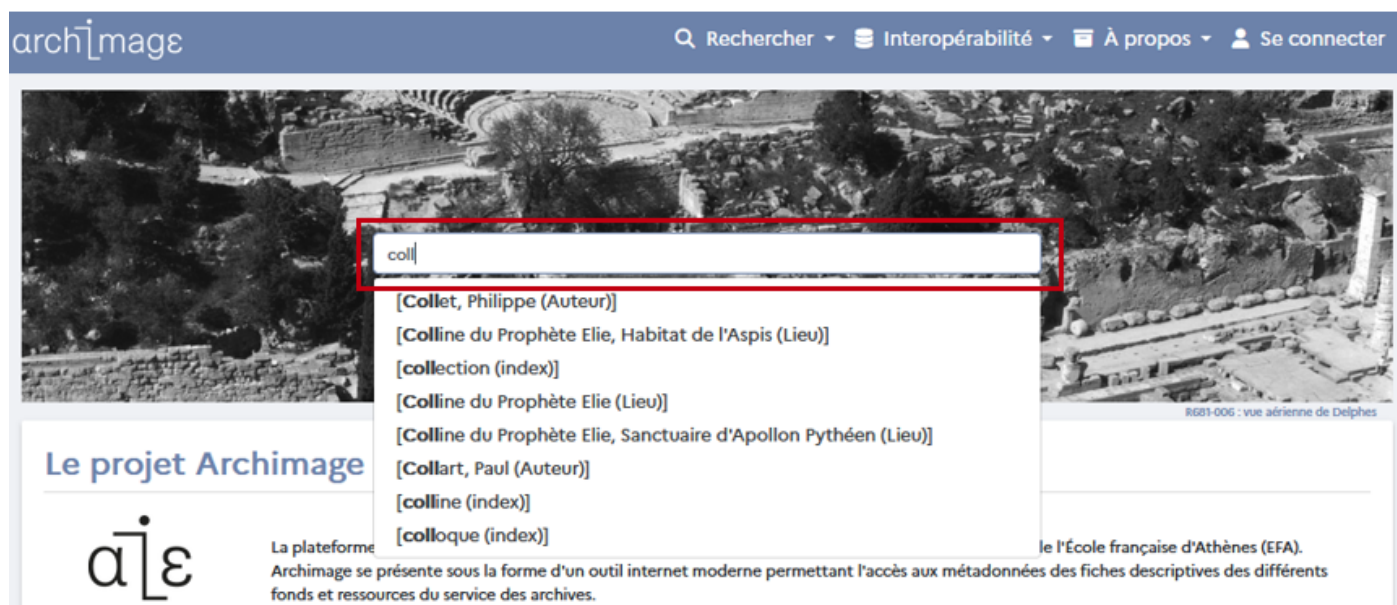 archimage
Rechercher Interopérabilité À propos Se connecter
coll
[Collet, Philippe (Auteur)]
[Colline du Prophète Elie, Habitat de l'Aspis (Lieu)]
[collection (index)]
[Colline du Prophète Elie (Lieu)]
[Colline du Prophète Elie, Sanctuaire d'Apollon Pythéen (Lieu)]
[Collart, Paul (Auteur)]
[colline (index)]
[colloque (index)]
R681-006 : vue aérienne de Delphes
Le projet Archimage
αiε
La plateforme
le l'École française d'Athènes (EFA).
Archimage se présente sous la forme d'un outil internet moderne permettant l'accès aux métadonnées des fiches descriptives des différents
fonds et ressources du service des archives.